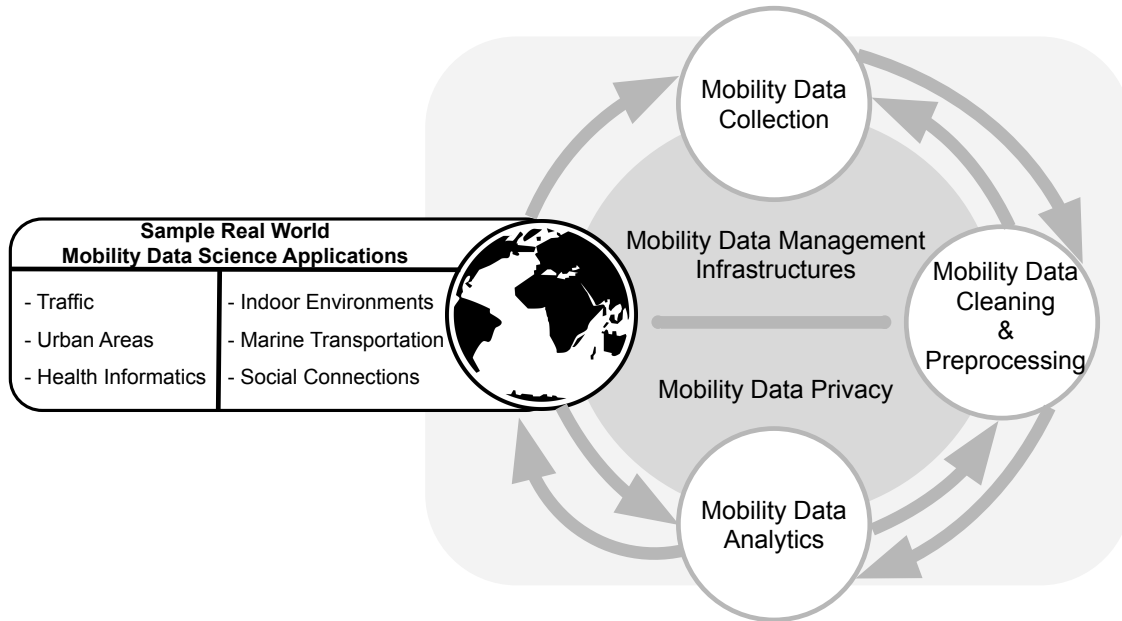 Sample Real World
Mobility Data Science Applications
- Traffic
- Urban Areas
- Health Informatics
- Indoor Environments
- Marine Transportation
- Social Connections
Mobility Data
Collection
Mobility Data Management
Infrastructures
Mobility Data Privacy
Mobility Data
Cleaning
&
Preprocessing
Mobility Data
Analytics